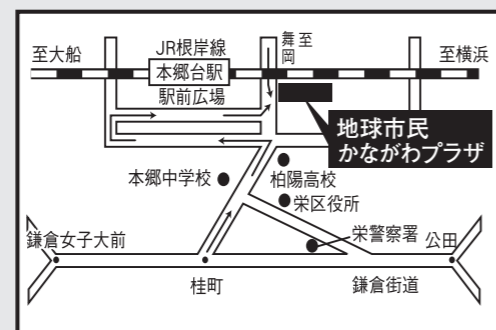 至大船
JR根岸線
本郷台駅
駅前広場
至
舞岡
至横浜
地球市民
かながわプラザ
本郷中学校
柏陽高校
栄区役所
栄警察署
鎌倉女子大前
公田
桂町
鎌倉街道